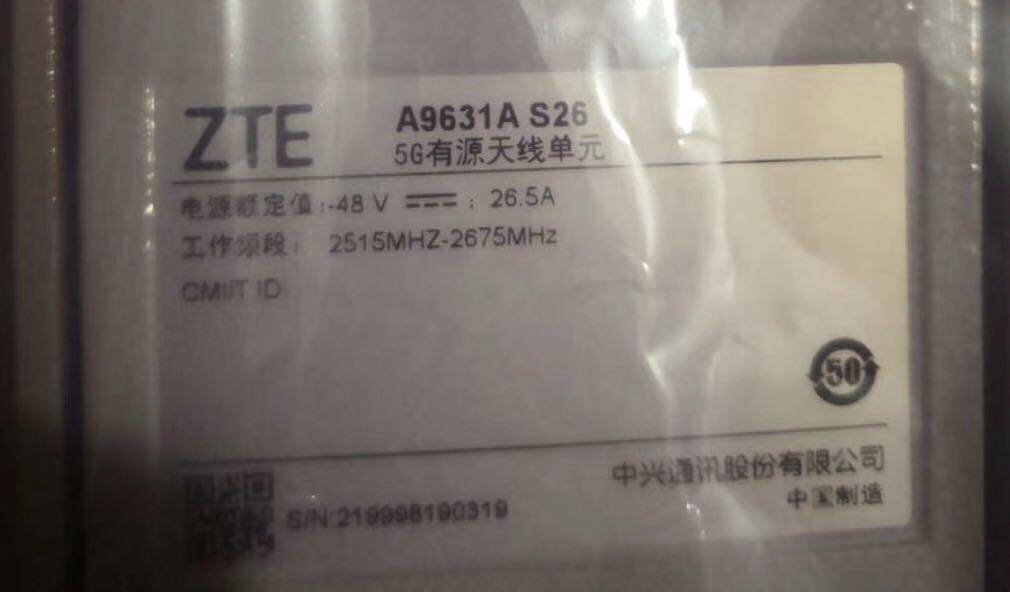 ZTE
A9631A S26
5G有源天线单元
电源额定值:-48 V ⎓ ; 26.5A
工作频段: 2515MHZ-2675MHz
CMIIT ID
50
中兴通讯股份有限公司
中国制造
S/N:219998190319